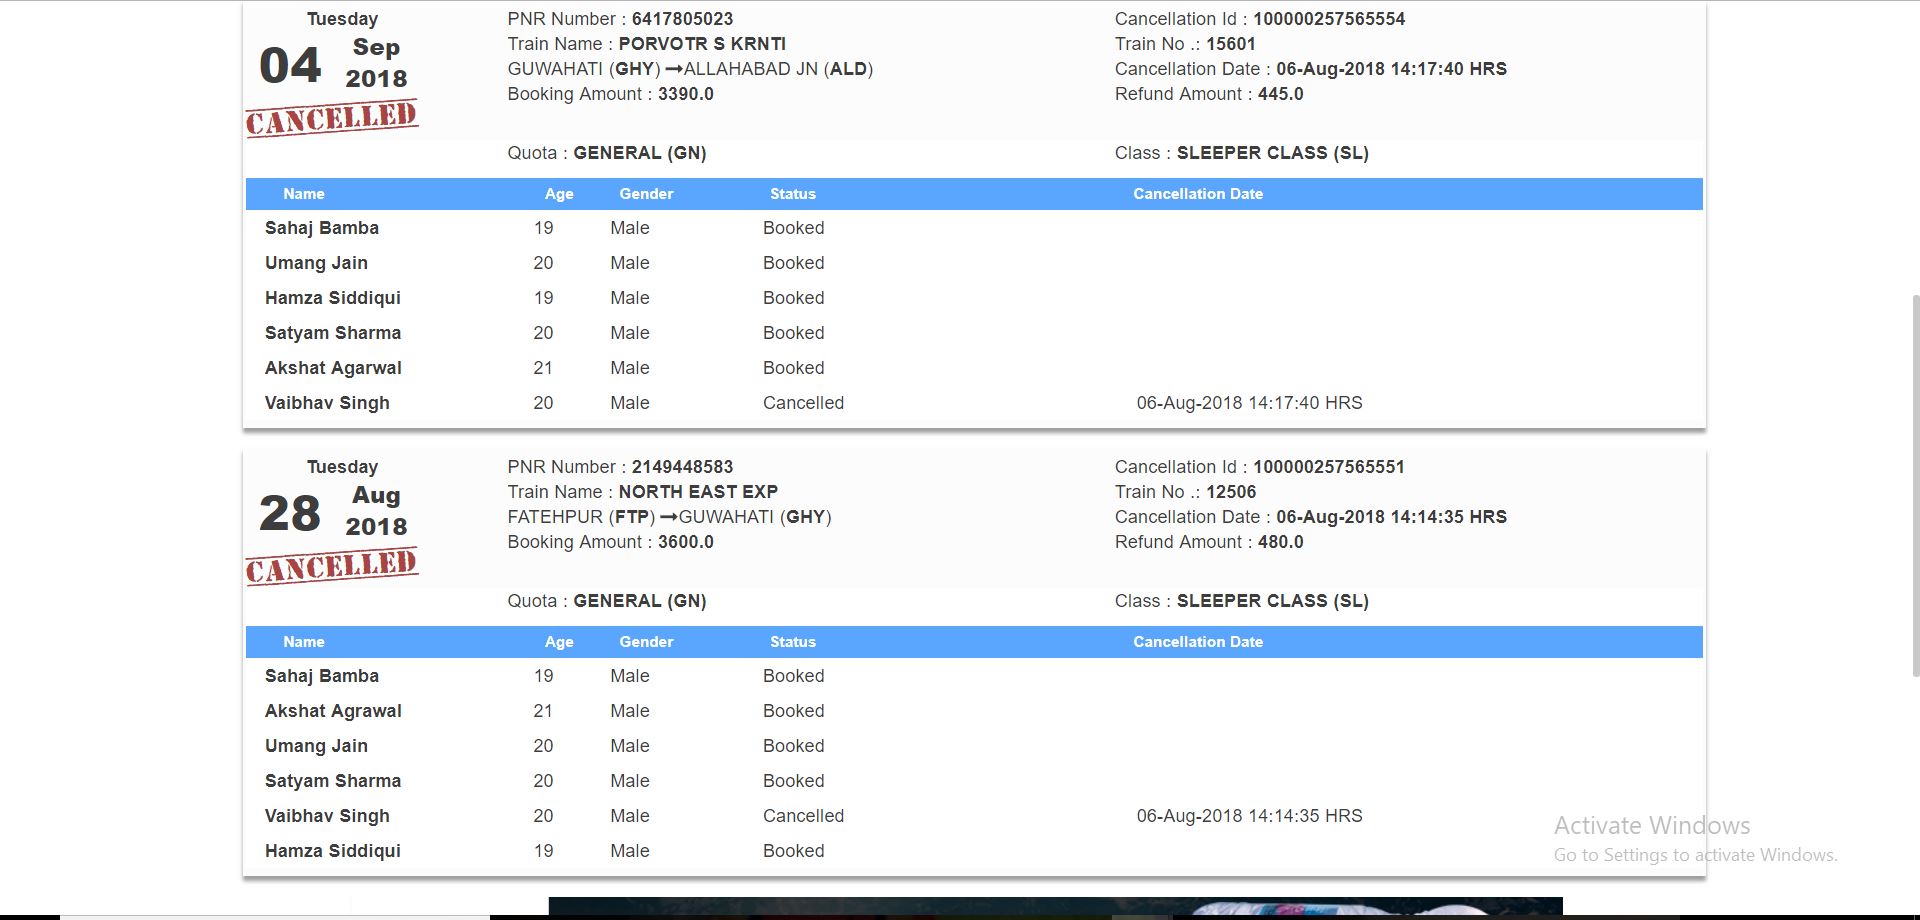 Tuesday
04 Sep 2018
CANCELLED
PNR Number : 6417805023
Train Name : PORVOTR S KRNTI
GUWAHATI (GHY) →ALLAHABAD JN (ALD)
Booking Amount : 3390.0
Cancellation Id : 100000257565554
Train No .: 15601
Cancellation Date : 06-Aug-2018 14:17:40 HRS
Refund Amount : 445.0
Quota : GENERAL (GN) Class : SLEEPER CLASS (SL)
Name Age Gender Status Cancellation Date
Sahaj Bamba 19 Male Booked
Umang Jain 20 Male Booked
Hamza Siddiqui 19 Male Booked
Satyam Sharma 20 Male Booked
Akshat Agarwal 21 Male Booked
Vaibhav Singh 20 Male Cancelled 06-Aug-2018 14:17:40 HRS
Tuesday
28 Aug 2018
CANCELLED
PNR Number : 2149448583
Train Name : NORTH EAST EXP
FATEHPUR (FTP) →GUWAHATI (GHY)
Booking Amount : 3600.0
Cancellation Id : 100000257565551
Train No .: 12506
Cancellation Date : 06-Aug-2018 14:14:35 HRS
Refund Amount : 480.0
Quota : GENERAL (GN) Class : SLEEPER CLASS (SL)
Name Age Gender Status Cancellation Date
Sahaj Bamba 19 Male Booked
Akshat Agrawal 21 Male Booked
Umang Jain 20 Male Booked
Satyam Sharma 20 Male Booked
Vaibhav Singh 20 Male Cancelled 06-Aug-2018 14:14:35 HRS
Hamza Siddiqui 19 Male Booked
Activate Windows
Go to Settings to activate Windows.